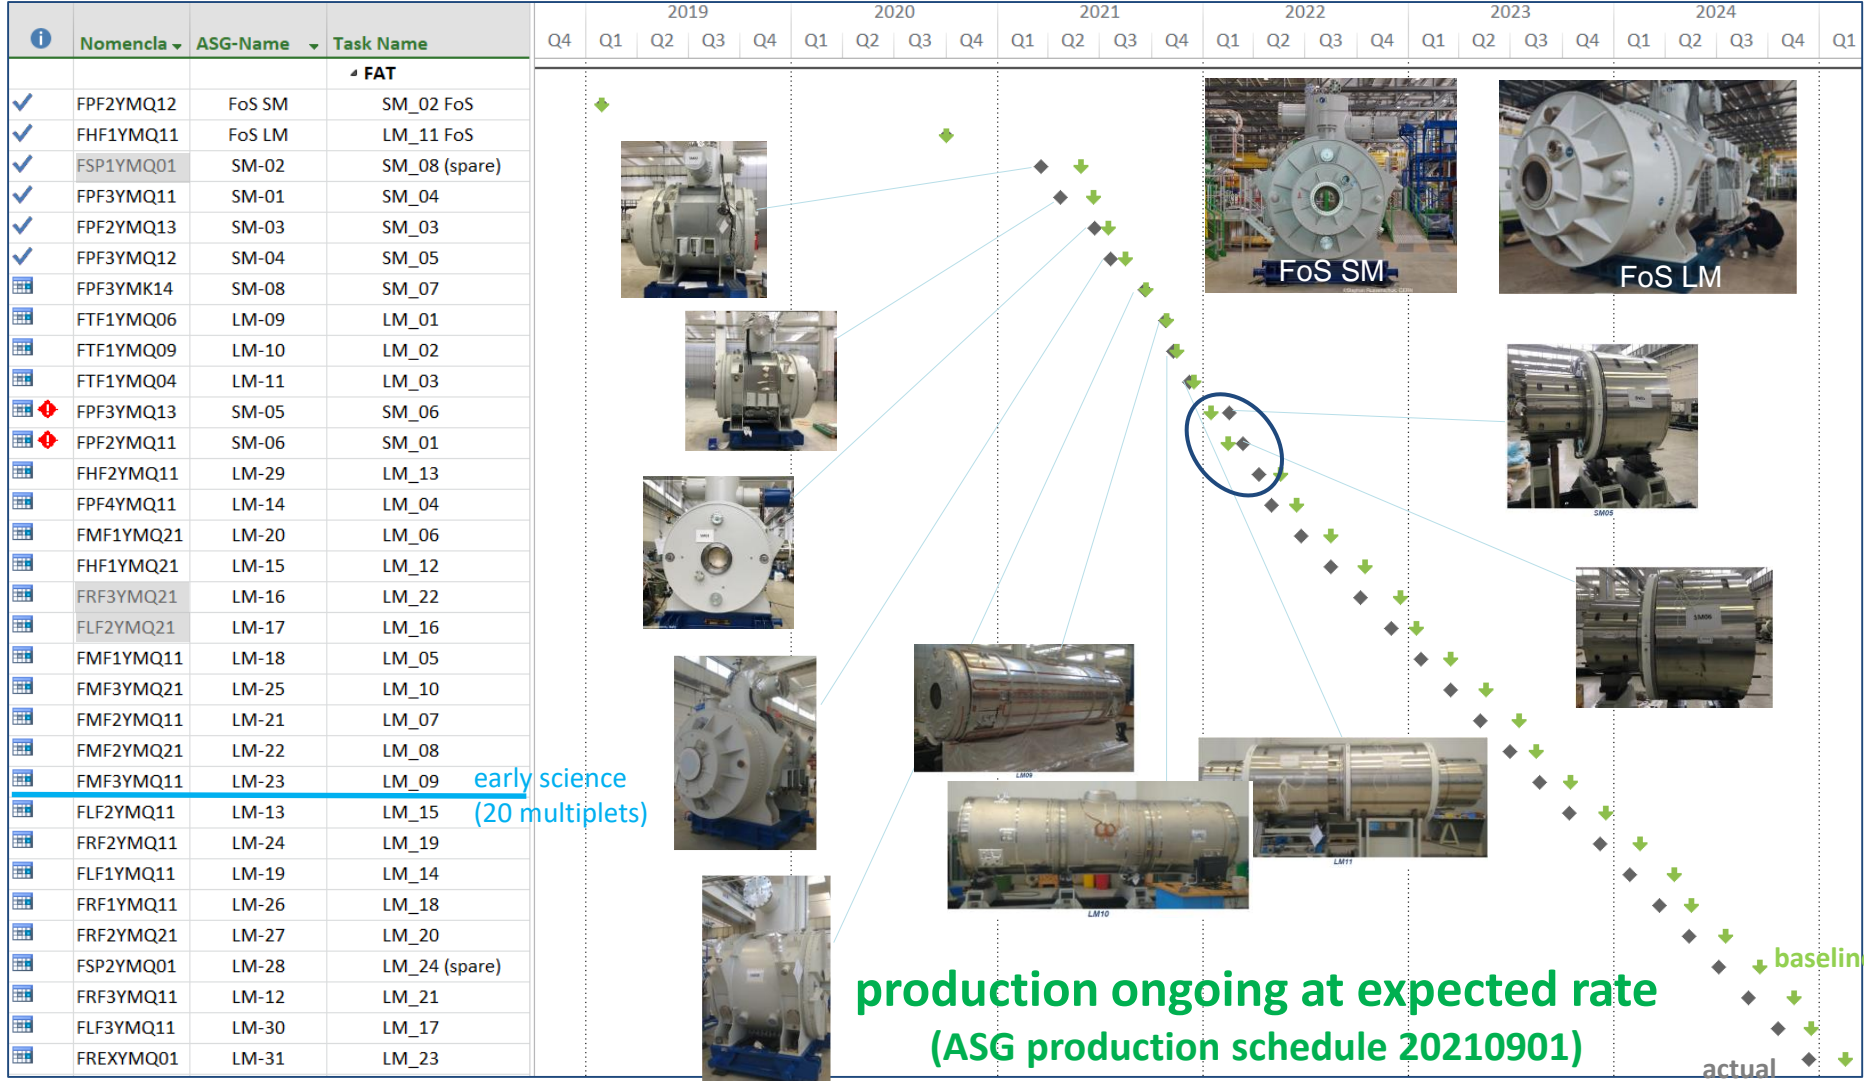 2019 2020 2021 2022 2023 2024
Nomencla ASG-Name Task Name Q4 Q1 Q2 Q3 Q4 Q1 Q2 Q3 Q4 Q1 Q2 Q3 Q4 Q1 Q2 Q3 Q4 Q1 Q2 Q3 Q4 Q1 Q2 Q3 Q4 Q1
FAT
FPF2YMQ12 FoS SM SM_02 FoS
FHF1YMQ11 FoS LM LM_11 FoS
FSP1YMQ01 SM-02 SM_08 (spare)
FPF3YMQ11 SM-01 SM_04
FPF2YMQ13 SM-03 SM_03
FPF3YMQ12 SM-04 SM_05
FPF3YMK14 SM-08 SM_07
FTF1YMQ06 LM-09 LM_01
FTF1YMQ09 LM-10 LM_02
FTF1YMQ04 LM-11 LM_03
FPF3YMQ13 SM-05 SM_06
FPF2YMQ11 SM-06 SM_01
FHF2YMQ11 LM-29 LM_13
FPF4YMQ11 LM-14 LM_04
FMF1YMQ21 LM-20 LM_06
FHF1YMQ21 LM-15 LM_12
FRF3YMQ21 LM-16 LM_22
FLF2YMQ21 LM-17 LM_16
FMF1YMQ11 LM-18 LM_05
FMF3YMQ21 LM-25 LM_10
FMF2YMQ11 LM-21 LM_07
FMF2YMQ21 LM-22 LM_08
FMF3YMQ11 LM-23 LM_09
FLF2YMQ11 LM-13 LM_15
FRF2YMQ11 LM-24 LM_19
FLF1YMQ11 LM-19 LM_14
FRF1YMQ11 LM-26 LM_18
FRF2YMQ21 LM-27 LM_20
FSP2YMQ01 LM-28 LM_24 (spare)
FRF3YMQ11 LM-12 LM_21
FLF3YMQ11 LM-30 LM_17
FREXYMQ01 LM-31 LM_23
early science
(20 multiplets)
FoS SM
FoS LM
SM05
SM06
LM09
LM10
LM11
baselin
production ongoing at expected rate
(ASG production schedule 20210901)
actual